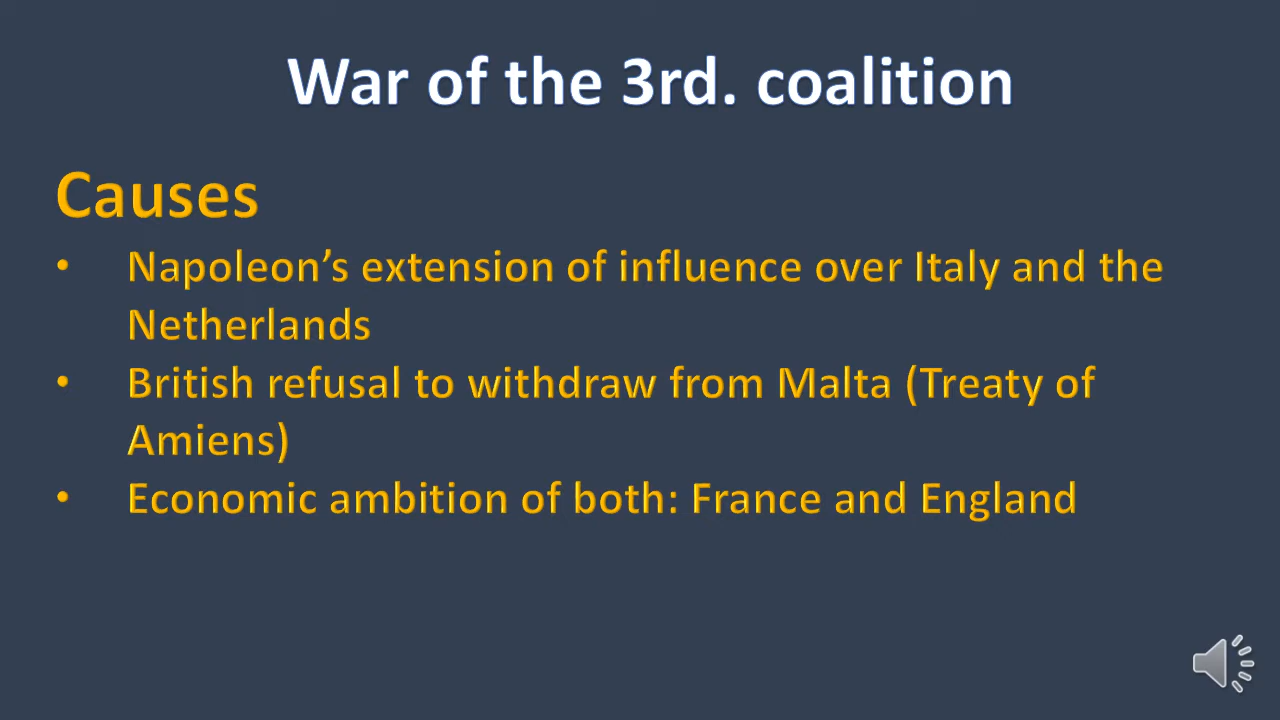 War of the 3rd. coalition
Causes
• Napoleon’s extension of influence over Italy and the
Netherlands
• British refusal to withdraw from Malta (Treaty of
Amiens)
• Economic ambition of both: France and England